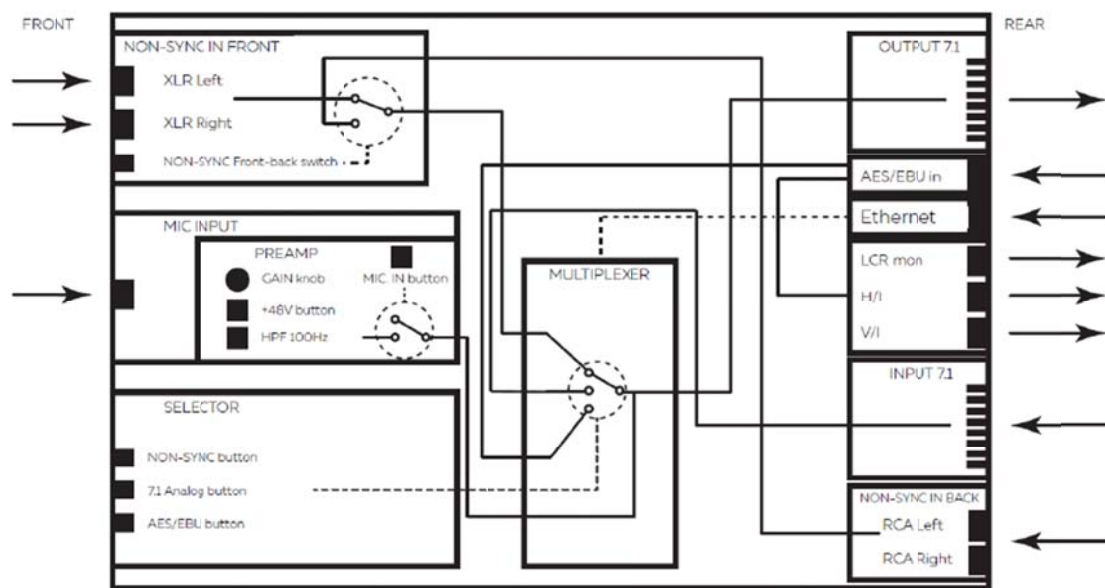 FRONT
REAR
NON-SYNC IN FRONT
XLR Left
XLR Right
NON-SYNC Front-back switch
MIC INPUT
PREAMP
GAIN knob
+48V button
HPF 100Hz
MIC. IN button
SELECTOR
NON-SYNC button
7.1 Analog button
AES/EBU button
MULTIPLEXER
OUTPUT 7.1
AES/EBU in
Ethernet
LCR mon
H/I
V/I
INPUT 7.1
NON-SYNC IN BACK
RCA Left
RCA Right